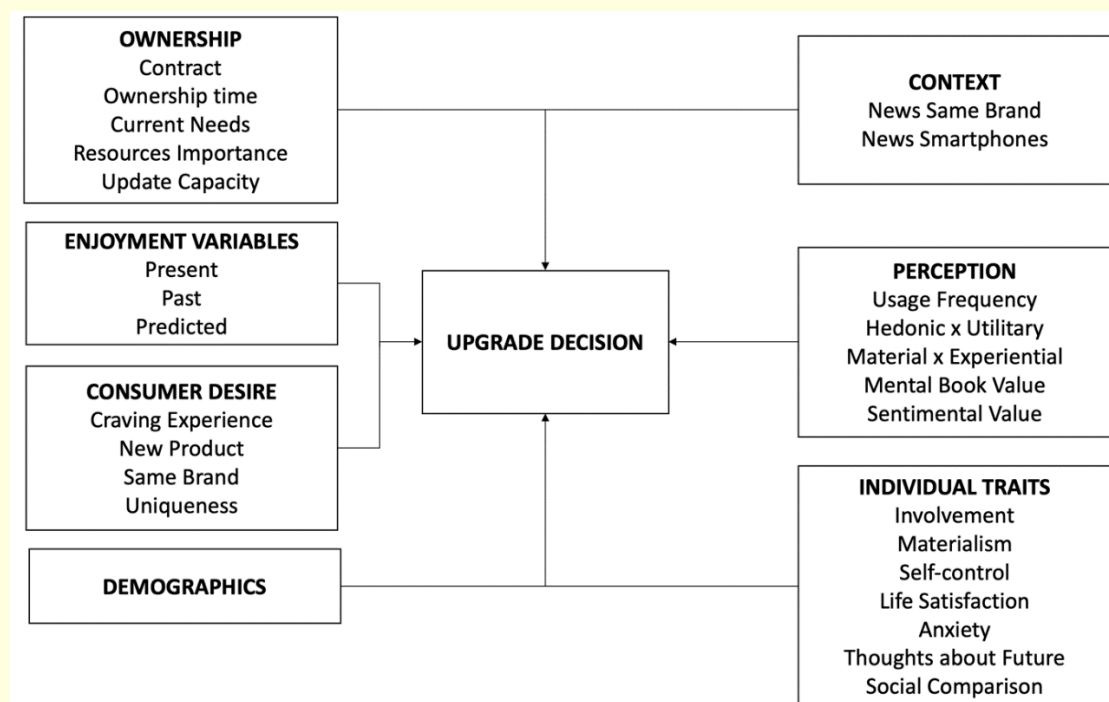 OWNERSHIP
Contract
Ownership time
Current Needs
Resources Importance
Update Capacity
ENJOYMENT VARIABLES
Present
Past
Predicted
CONSUMER DESIRE
Craving Experience
New Product
Same Brand
Uniqueness
DEMOGRAPHICS
UPGRADE DECISION
CONTEXT
News Same Brand
News Smartphones
PERCEPTION
Usage Frequency
Hedonic x Utilitary
Material x Experiential
Mental Book Value
Sentimental Value
INDIVIDUAL TRAITS
Involvement
Materialism
Self-control
Life Satisfaction
Anxiety
Thoughts about Future
Social Comparison